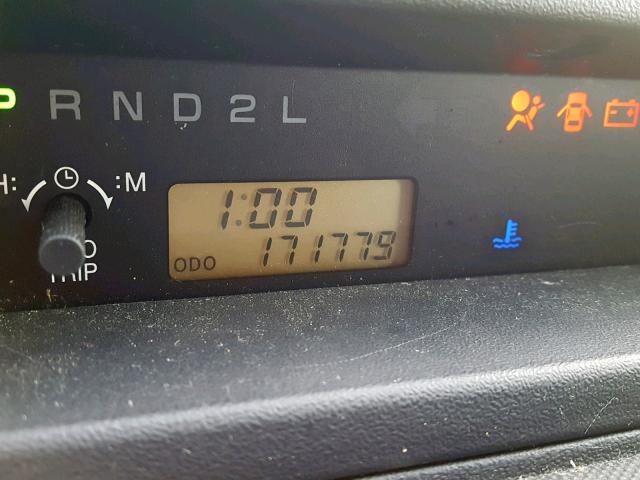 P R N D 2 L
H: :M
1:00
ODO 171779
TRIP